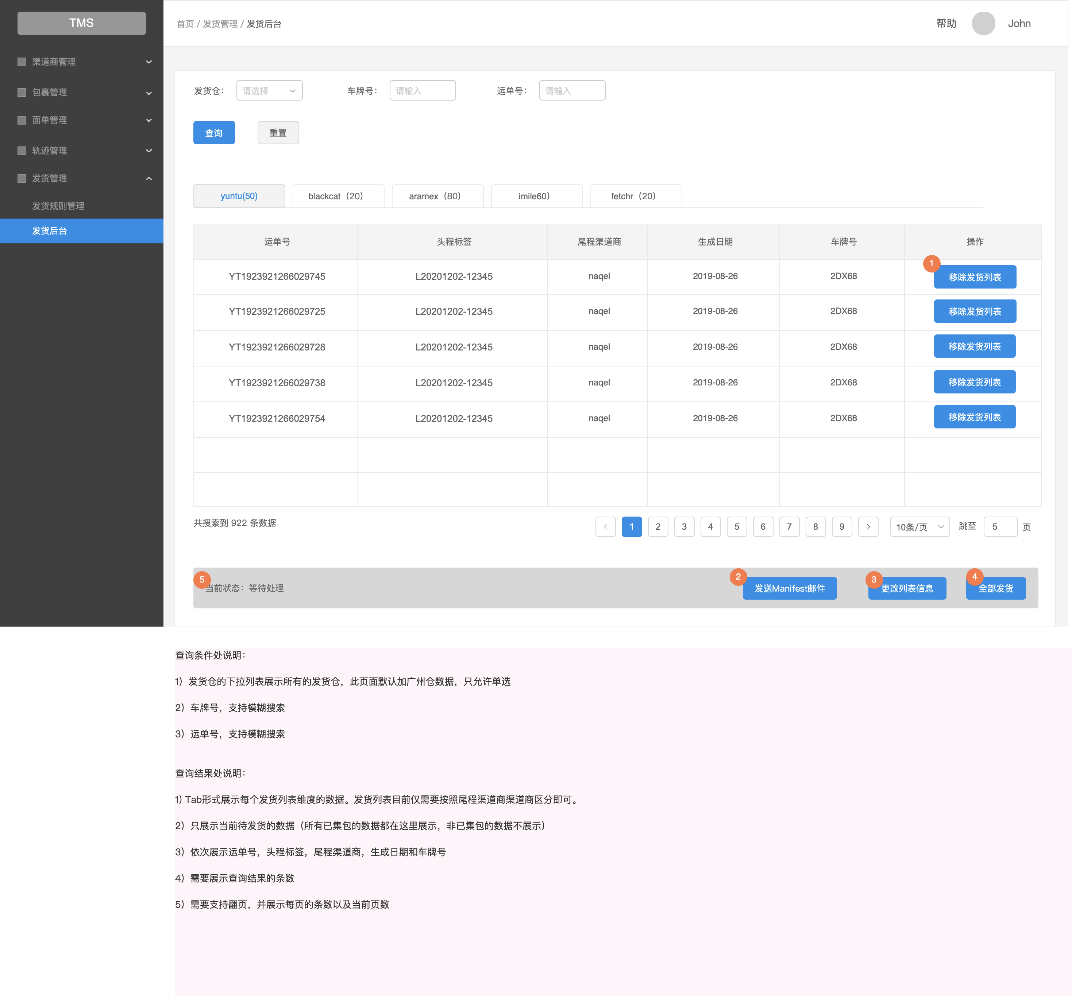 TMS
首页 / 发货管理 / 发货后台
帮助
John
渠道商管理
包裹管理
面单管理
轨迹管理
发货管理
发货规则管理
发货后台
发货仓： 请选择 车牌号： 请输入 运单号： 请输入
查询 重置
yuntu(50) blackcat（20） aramex（80） imile60) fetchr（20）
运单号 头程标签 尾程渠道商 生成日期 车牌号 操作
1
YT1923921266029745 L20201202-12345 naqel 2019-08-26 2DX68 移除发货列表
YT1923921266029725 L20201202-12345 naqel 2019-08-26 2DX68 移除发货列表
YT1923921266029728 L20201202-12345 naqel 2019-08-26 2DX68 移除发货列表
YT1923921266029738 L20201202-12345 naqel 2019-08-26 2DX68 移除发货列表
YT1923921266029754 L20201202-12345 naqel 2019-08-26 2DX68 移除发货列表
共搜索到 922 条数据
< 1 2 3 4 5 6 7 8 9 > 10条/页 跳至 5 页
5 2 3 4
当前状态：等待处理 发送Manifest邮件 更改列表信息 全部发货
查询条件处说明：
1）发货仓的下拉列表展示所有的发货仓，此页面默认加广州仓数据，只允许单选
2）车牌号，支持模糊搜索
3）运单号，支持模糊搜索
查询结果处说明：
1) Tab形式展示每个发货列表维度的数据。发货列表目前仅需要按照尾程渠道商渠道商区分即可。
2）只展示当前待发货的数据（所有已集包的数据都在这里展示，非已集包的数据不展示）
3）依次展示运单号，头程标签，尾程渠道商，生成日期和车牌号
4）需要展示查询结果的条数
5）需要支持翻页，并展示每页的条数以及当前页数